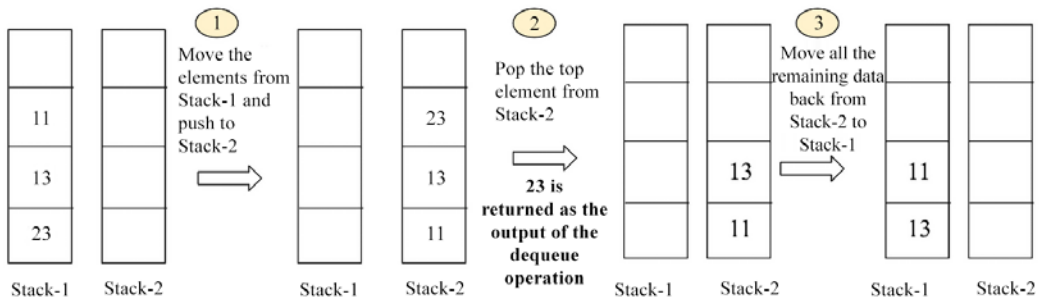 1
Move the
elements from
Stack-1 and
push to
Stack-2
2
Pop the top
element from
Stack-2
23 is
returned as the
output of the
dequeue
operation
3
Move all the
remaining data
back from
Stack-2 to
Stack-1
11
13
23
23
13
11
13
11
11
13
Stack-1
Stack-2
Stack-1
Stack-2
Stack-1
Stack-2
Stack-1
Stack-2